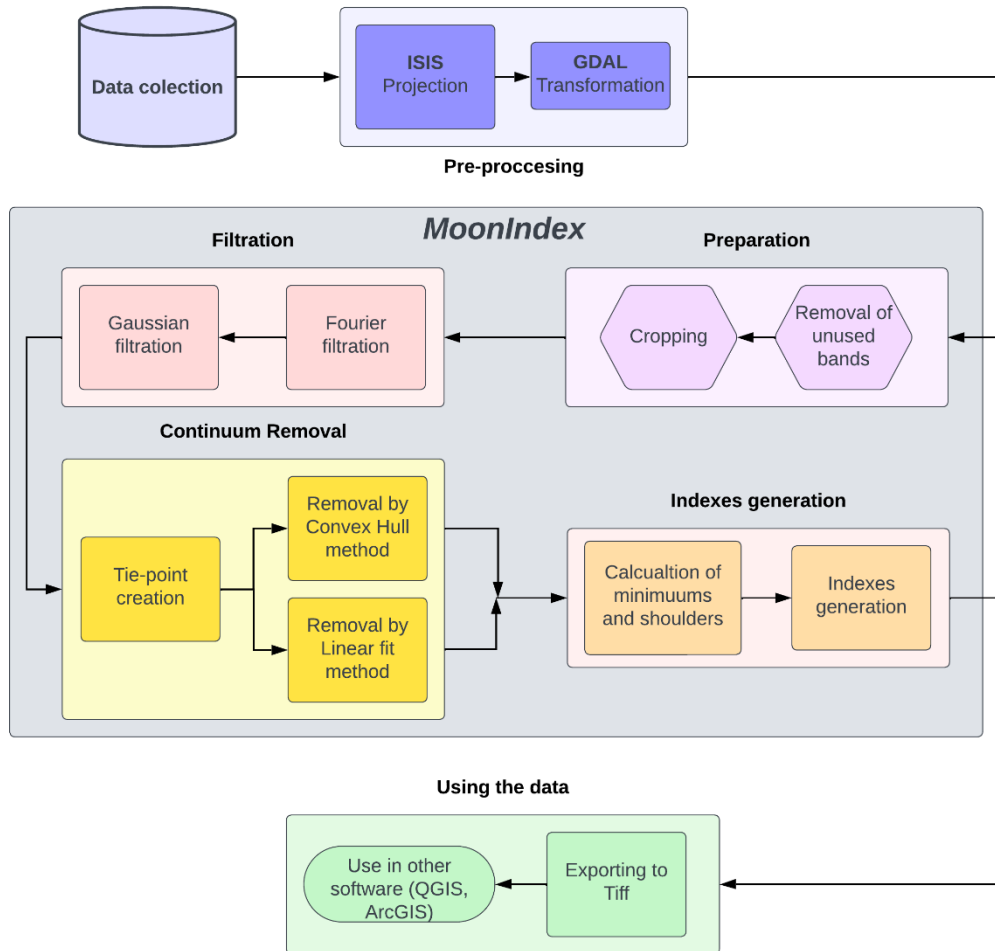 Data colection
ISIS
Projection
GDAL
Transformation
Pre-proccesing
MoonIndex
Filtration
Preparation
Gaussian
filtration
Fourier
filtration
Cropping
Removal of
unused
bands
Continuum Removal
Tie-point
creation
Removal by
Convex Hull
method
Removal by
Linear fit
method
Indexes generation
Calcualtion of
minimuums
and shoulders
Indexes
generation
Using the data
Use in other
software (QGIS,
ArcGIS)
Exporting to
Tiff